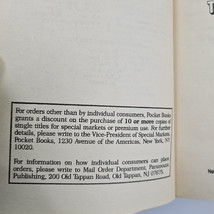 For orders other than by individual consumers, Pocket Books
grants a discount on the purchase of 10 or more copies of
single titles for special markets or premium use. For further
details, please write to the Vice-President of Special Markets,
Pocket Books, 1230 Avenue of the Americas, New York, NY
10020.
For information on how individual consumers can place
orders, please write to Mail Order Department, Paramount
Publishing, 200 Old Tappan Road, Old Tappan, NJ 07675.